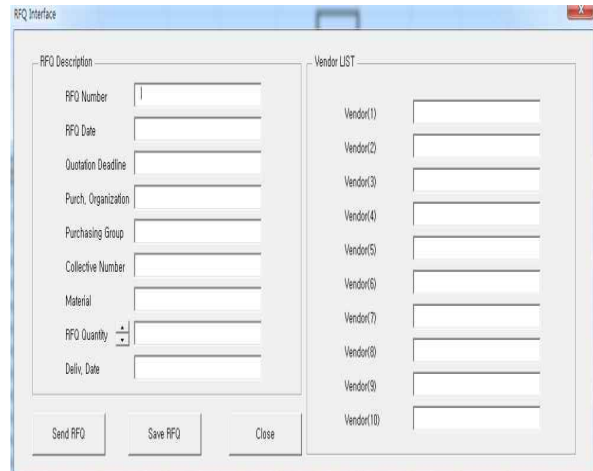 RFQ Interface
RFQ Description
RFQ Number
RFQ Date
Quotation Deadline
Purch, Organization
Purchasing Group
Collective Number
Material
RFQ Quantity
Deliv, Date
Send RFQ
Save RFQ
Close
Vendor LIST
Vendor(1)
Vendor(2)
Vendor(3)
Vendor(4)
Vendor(5)
Vendor(6)
Vendor(7)
Vendor(8)
Vendor(9)
Vendor(10)